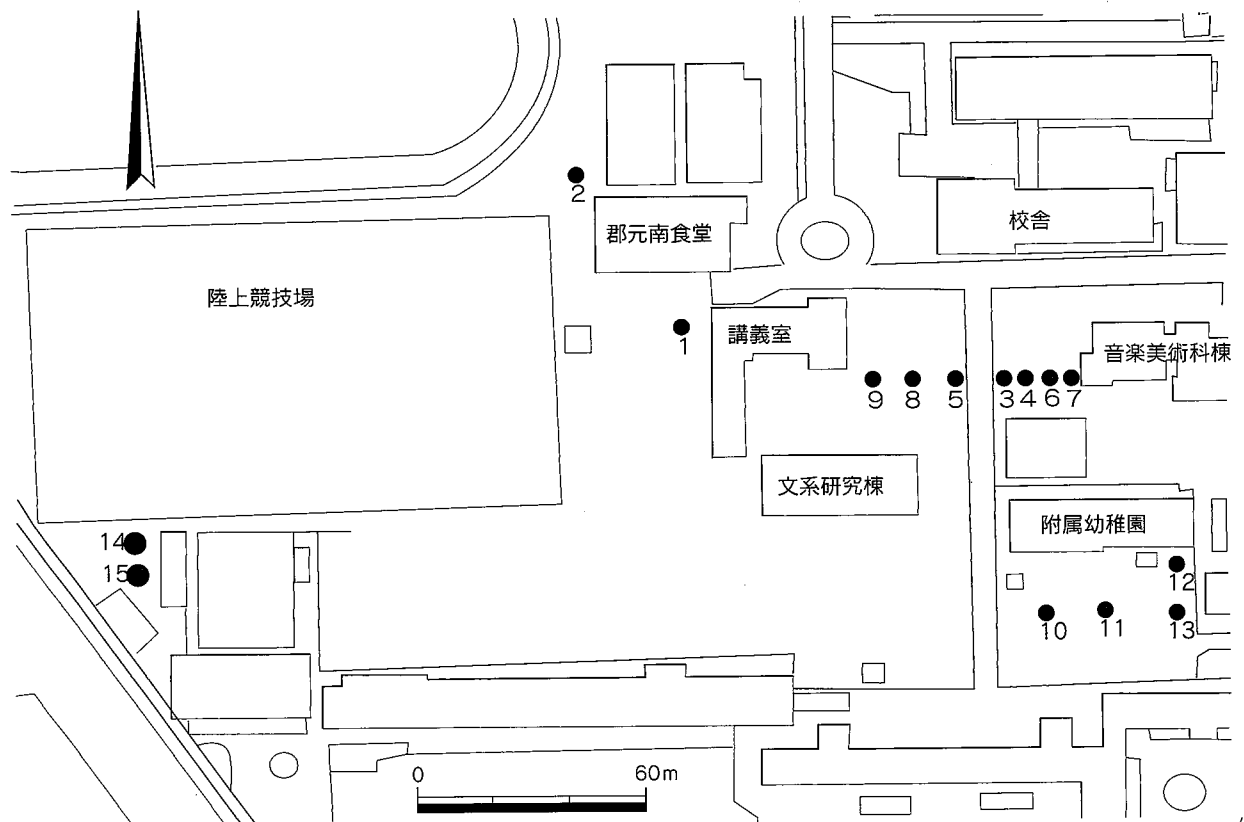 2
郡元南食堂
校舎
陸上競技場
1
講義室
音楽美術科棟
9 8 5 3 4 6 7
文系研究棟
附属幼稚園
14
15
12
10 11 13
0 60m